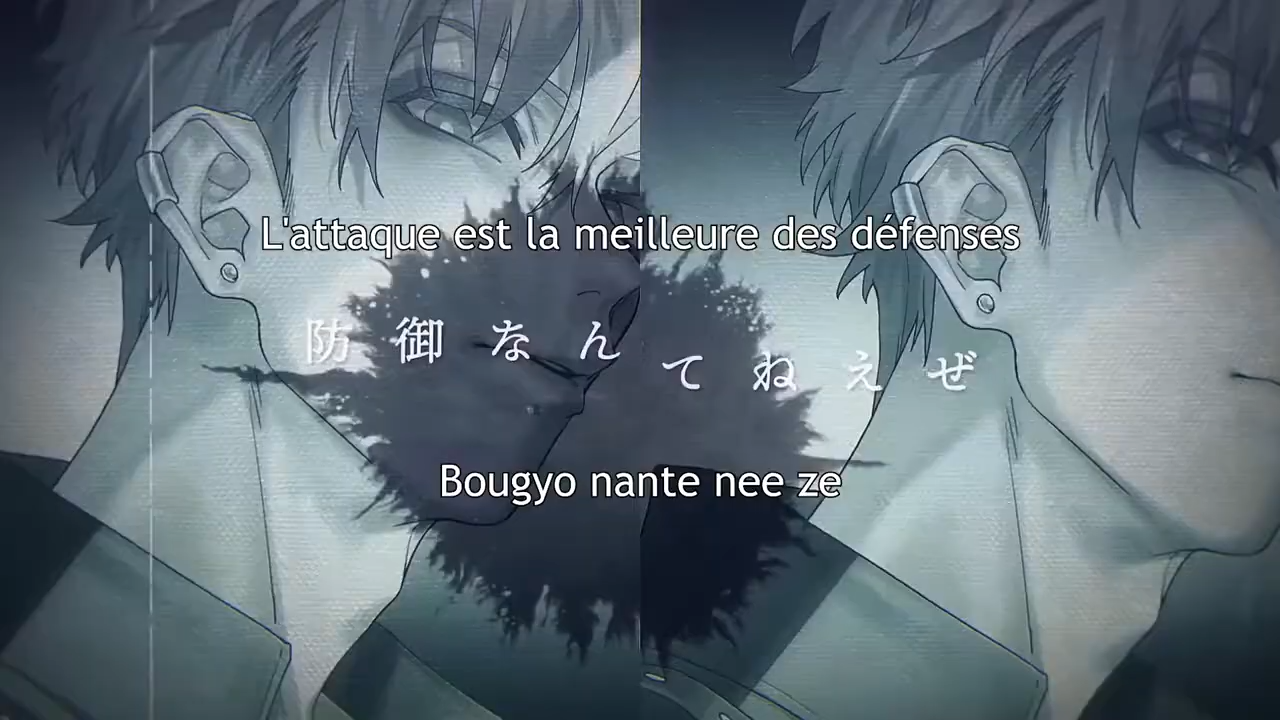 L'attaque est la meilleure des défenses
防御なんてねえぜ
Bougyo nante nee ze